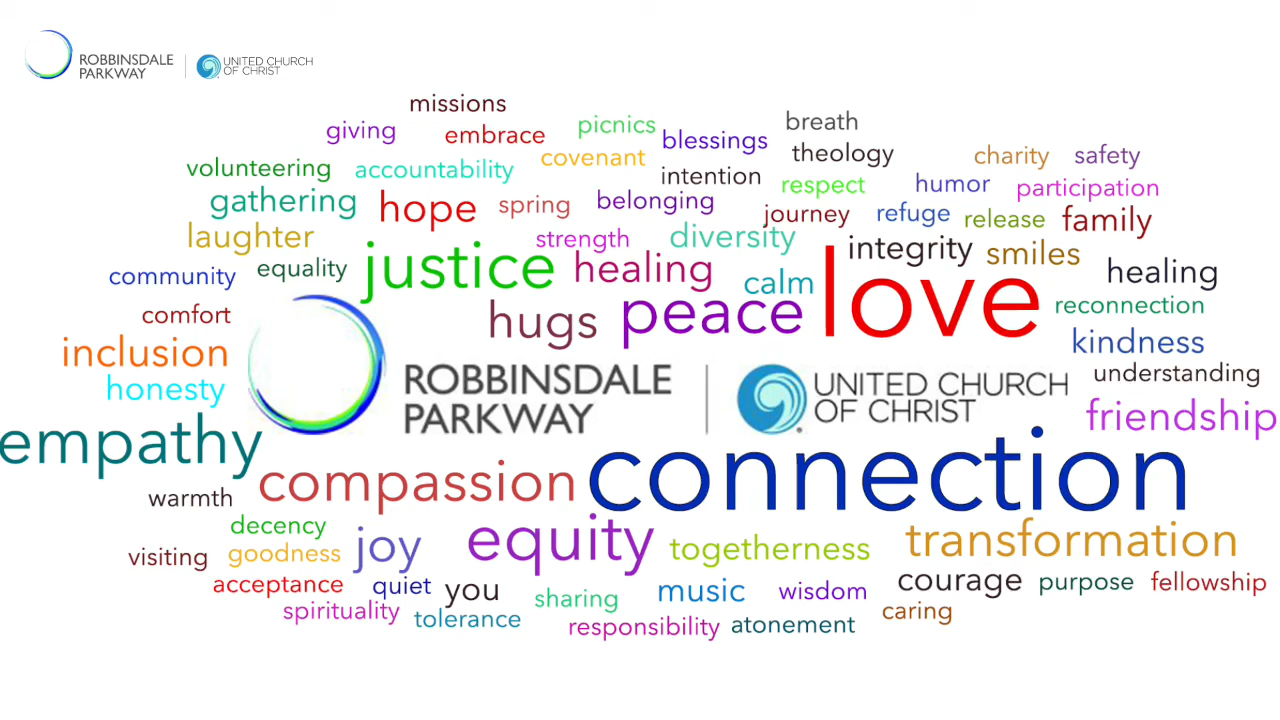 ROBBINSDALE
PARKWAY
UNITED CHURCH
OF CHRIST
missions
giving embrace picnics blessings breath
volunteering accountability covenant intention theology charity safety
gathering hope spring belonging respect humor participation
journey refuge release family
laughter justice strength healing diversity integrity smiles
community equality calm love healing
comfort hugs peace reconnection
inclusion kindness
honesty understanding
ROBBINSDALE
PARKWAY
UNITED CHURCH
OF CHRIST
friendship
empathy compassion connection
warmth
decency joy equity togetherness transformation
visiting goodness
acceptance quiet you sharing music wisdom courage purpose fellowship
spirituality tolerance responsibility atonement caring